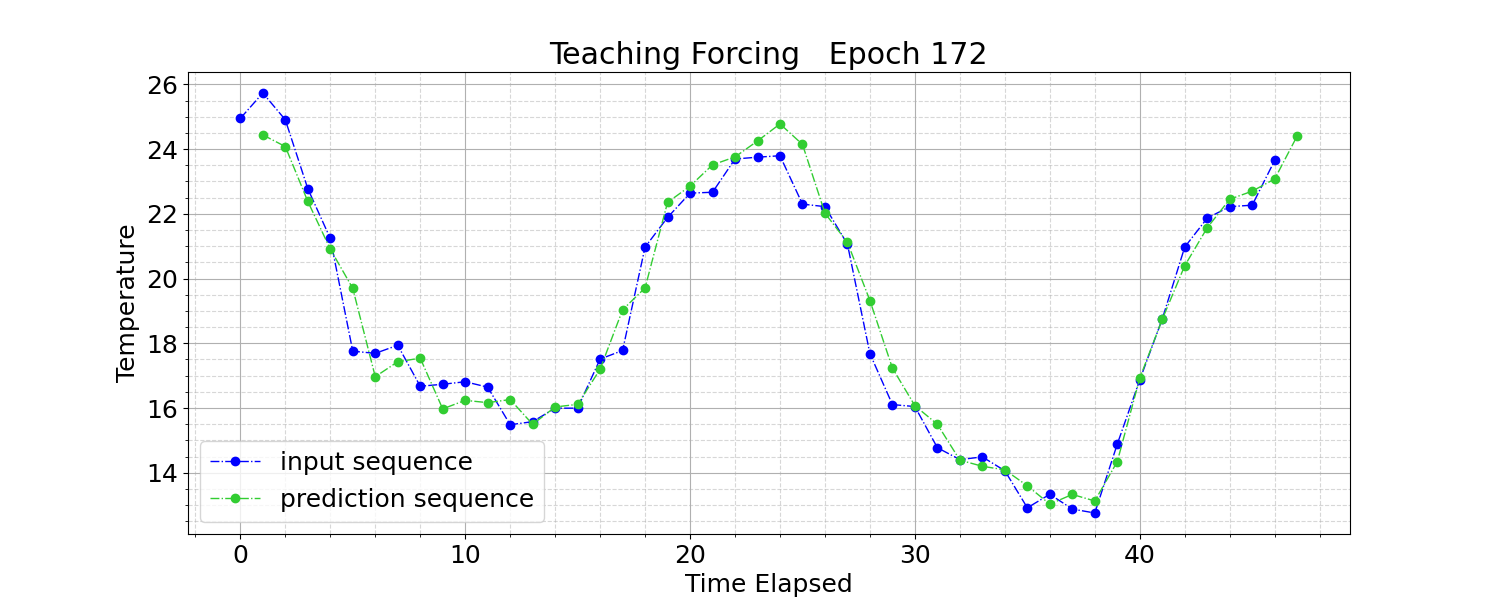 Teaching Forcing   Epoch 172
26
24
22
20
18
16
14
Temperature
input sequence
prediction sequence
0 10 20 30 40
Time Elapsed